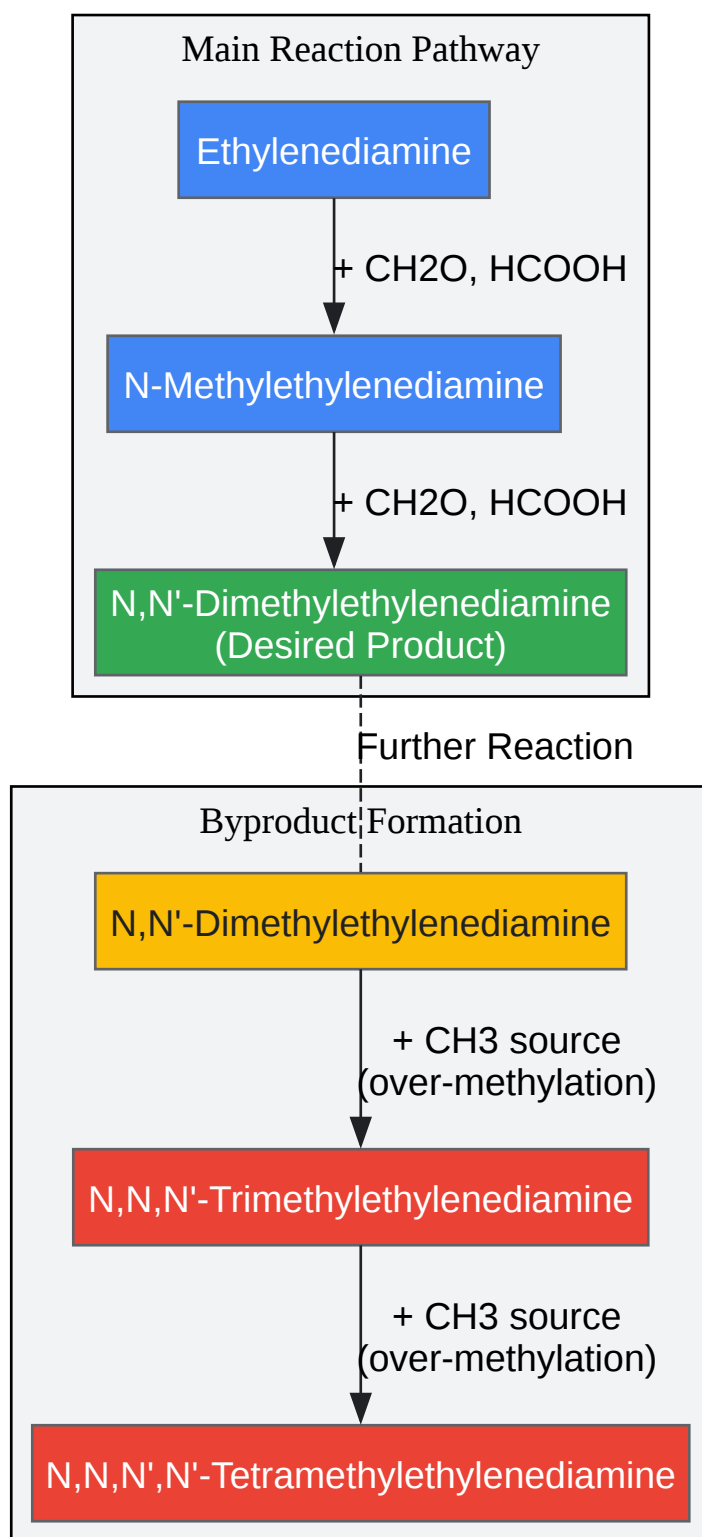 Main Reaction Pathway
Ethylenediamine
+ CH2O, HCOOH
N-Methylethylenediamine
+ CH2O, HCOOH
N,N'-Dimethylethylenediamine
(Desired Product)
Further Reaction
Byproduct Formation
N,N'-Dimethylethylenediamine
+ CH3 source
(over-methylation)
N,N,N'-Trimethylethylenediamine
+ CH3 source
(over-methylation)
N,N,N',N'-Tetramethylethylenediamine